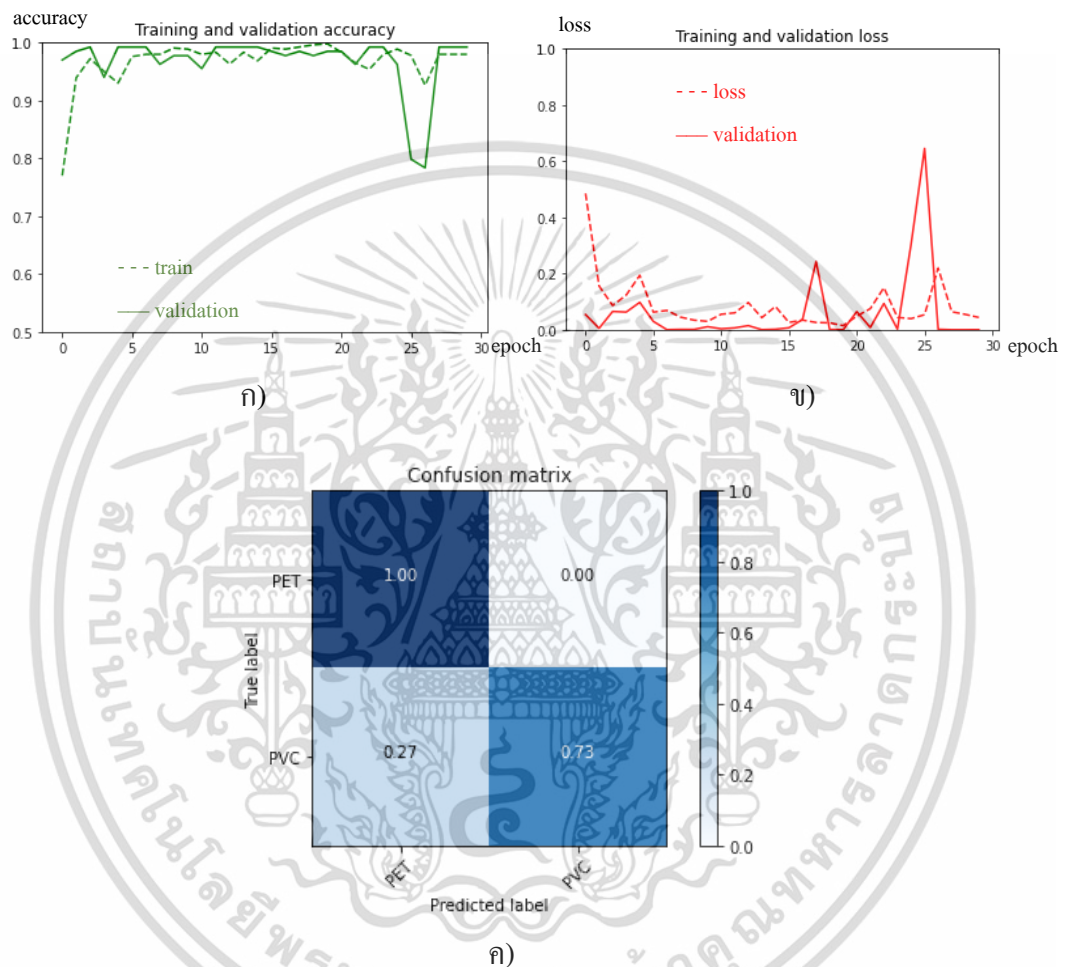 accuracy
Training and validation accuracy
1.0
0.9
0.8
0.7
0.6
0.5
train
validation
0 5 10 15 20 25 30
epoch
ก)
loss
Training and validation loss
1.0
0.8
0.6
0.4
0.2
0.0
loss
validation
0 5 10 15 20 25 30
epoch
ข)
Confusion matrix
True label
PET
PVC
1.00 0.00
0.27 0.73
PET PVC
Predicted label
1.0
0.8
0.6
0.4
0.2
0.0
ค)